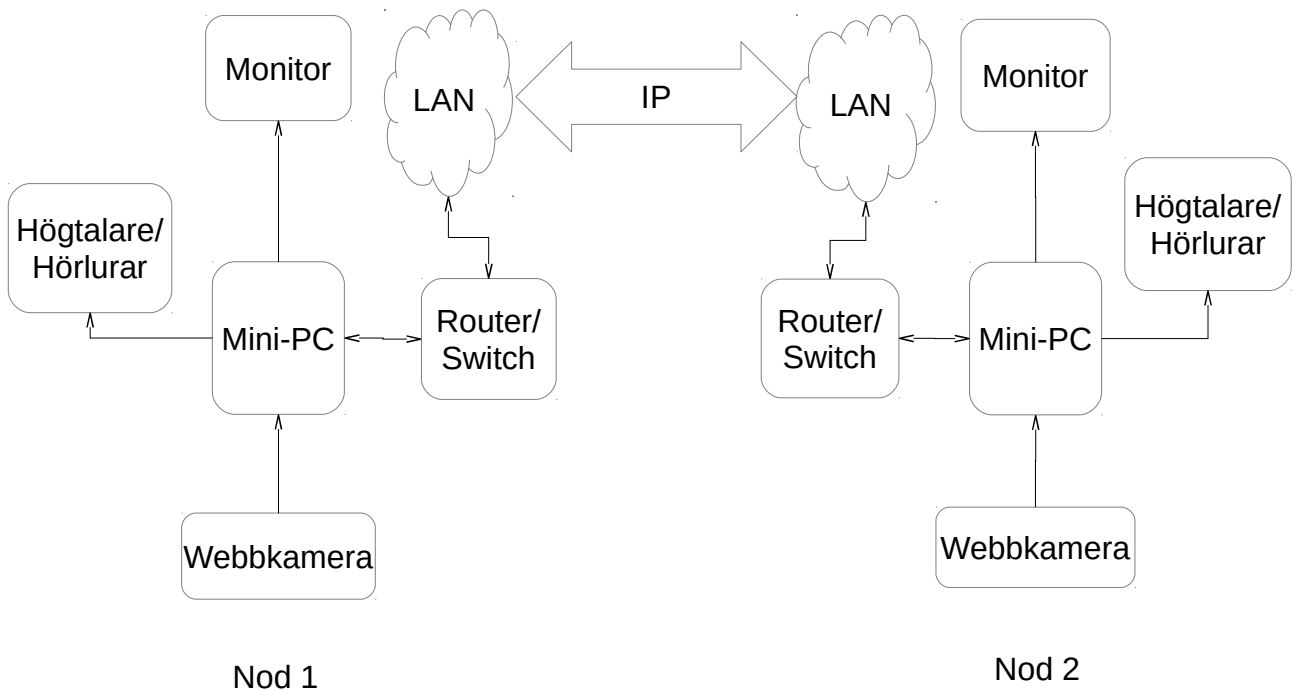 Monitor
LAN
IP
LAN
Monitor
Högtalare/
Hörlurar
Mini-PC
Router/
Switch
Router/
Switch
Mini-PC
Högtalare/
Hörlurar
Webbkamera
Webbkamera
Nod 1
Nod 2